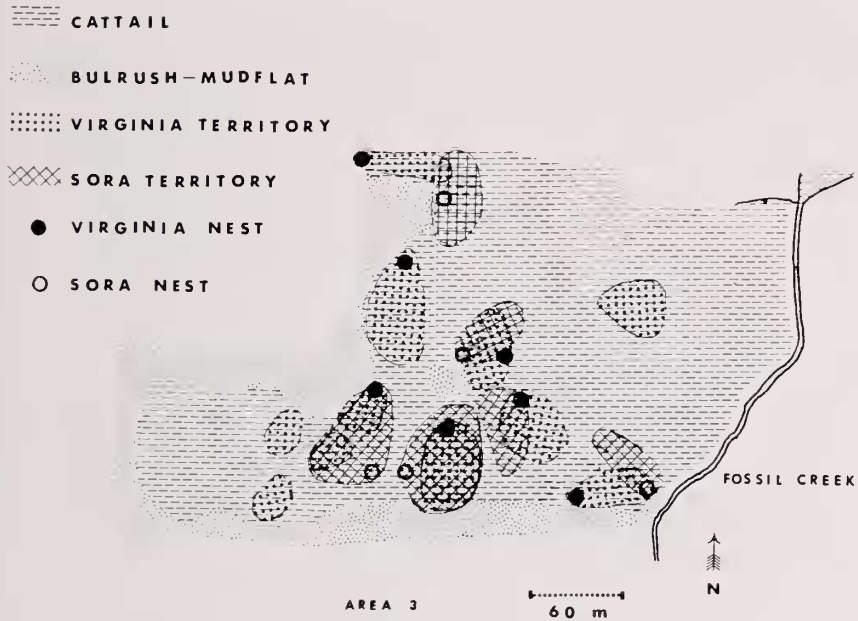 CATTAIL
BULRUSH—MUDFLAT
VIRGINIA TERRITORY
SORA TERRITORY
VIRGINIA NEST
SORA NEST
FOSSIL CREEK
N
AREA 3
60 m